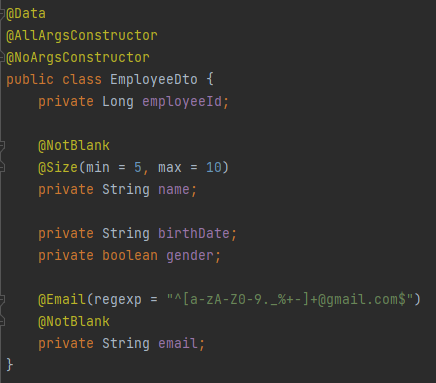 @Data
@AllArgsConstructor
@NoArgsConstructor
public class EmployeeDto {
private Long employeeId;
@NotBlank
@Size(min = 5, max = 10)
private String name;
private String birthDate;
private boolean gender;
@Email(regexp = "^[a-zA-Z0-9._%+-]+@gmail.com$")
@NotBlank
private String email;
}